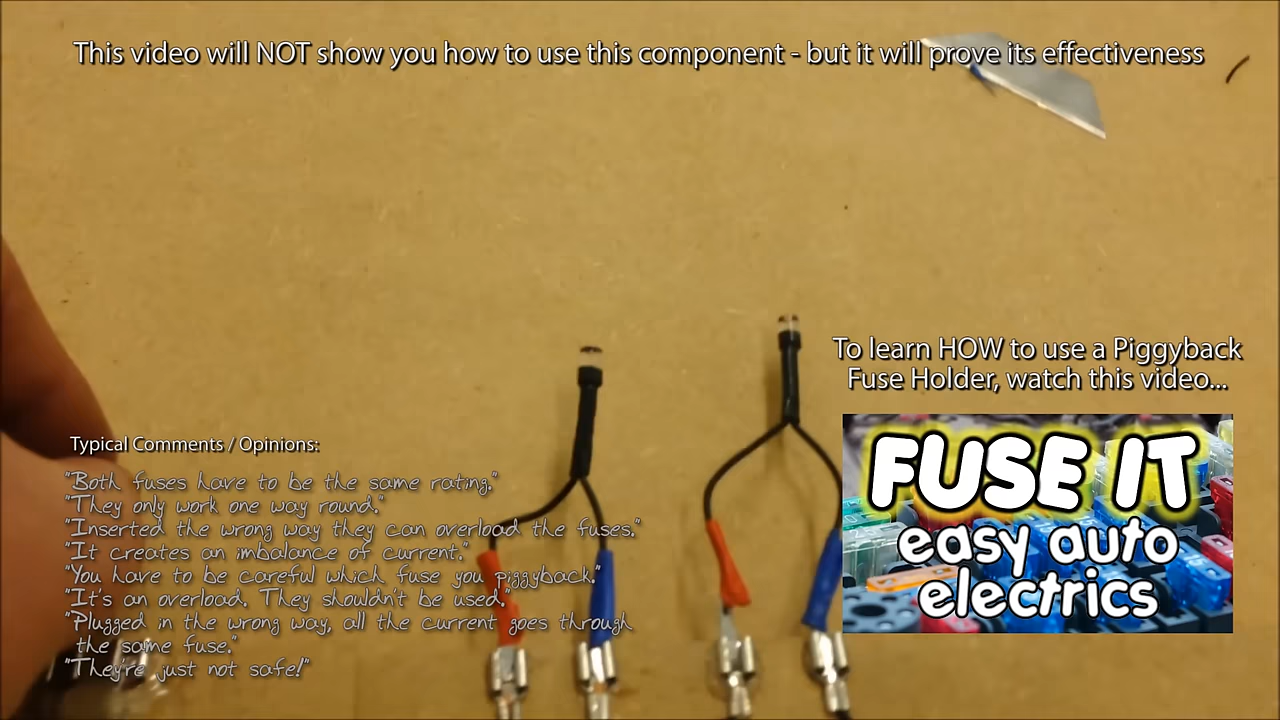 This video will NOT show you how to use this component - but it will prove its effectiveness
To learn HOW to use a Piggyback
Fuse Holder, watch this video...
FUSE IT
easy auto
electrics
Typical Comments / Opinions:
"Both fuses have to be the same rating."
"They only work one way round."
"Inserted the wrong way they can overload the fuses."
"It creates an imbalance of current."
"You have to be careful which fuse you piggyback."
"It's an overload. They shouldn't be used."
"Plugged in the wrong way, all the current goes through
the same fuse."
"They're just not safe!"